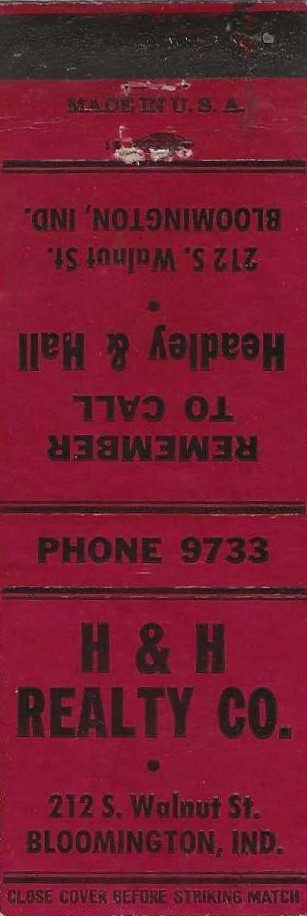 MADE IN U. S. A.
REMEMBER
TO CALL
Headley & Hall
•
212 S. Walnut St.
BLOOMINGTON, IND.
PHONE 9733
H & H
REALTY CO.
•
212 S. Walnut St.
BLOOMINGTON, IND.
CLOSE COVER BEFORE STRIKING MATCH